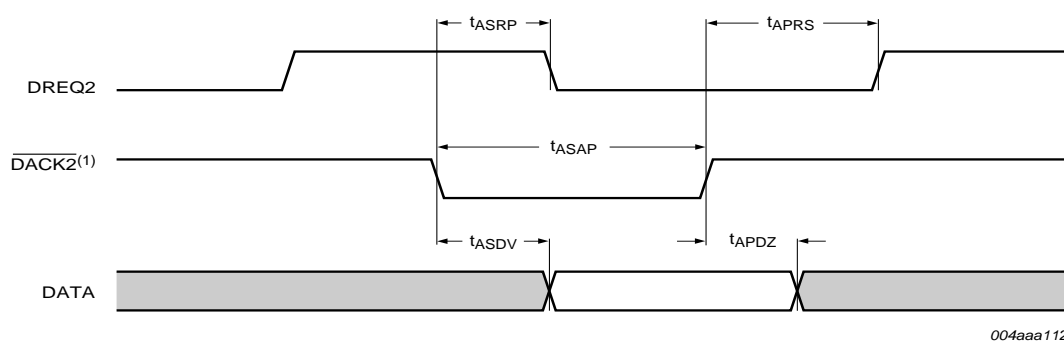 tASRP
tAPRS
DREQ2
DACK2(1)
tASAP
tASDV
tAPDZ
DATA
004aaa112